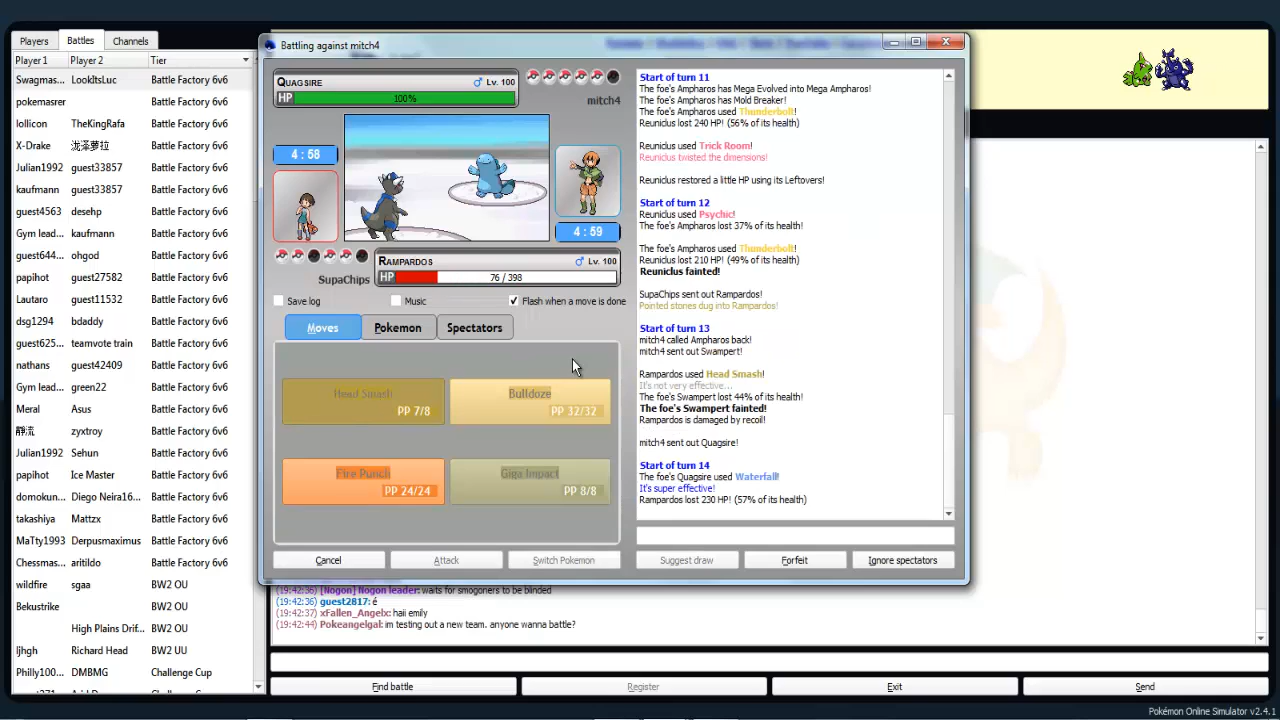 Players
Battles
Channels
Player 1 Player 2 Tier
Swagmas... LookItsLuc Battle Factory 6v6
pokemasrer Battle Factory 6v6
lollicon TheKingRafa Battle Factory 6v6
X-Drake 泷泽萝拉 Battle Factory 6v6
Julian1992 guest33857 Battle Factory 6v6
kaufmann guest33857 Battle Factory 6v6
guest4563 desehp Battle Factory 6v6
Gym lead... kaufmann Battle Factory 6v6
guest644... ohgod Battle Factory 6v6
papihot guest27582 Battle Factory 6v6
Lautaro guest11532 Battle Factory 6v6
dsg1294 bdaddy Battle Factory 6v6
guest625... teamvote train Battle Factory 6v6
nathans guest42409 Battle Factory 6v6
Gym lead... green22 Battle Factory 6v6
Meral Asus Battle Factory 6v6
靜流 zyxtroy Battle Factory 6v6
Julian1992 Sehun Battle Factory 6v6
papihot Ice Master Battle Factory 6v6
domokun... Diego Neira16... Battle Factory 6v6
takashiya Mattzx Battle Factory 6v6
MaTty1993 Derpusmaximus Battle Factory 6v6
Chessmas... aritildo Battle Factory 6v6
wildfire sgaa BW2 OU
Bekustrike BW2 OU
High Plains Drif... BW2 OU
ljhgh Richard Head BW2 UU
Philly100... DMBMG Challenge Cup
Battling against mitch4
QUAGSIRE Lv. 100
HP 100%
mitch4
4 : 58
4 : 59
RAMPARDOS Lv. 100
SupaChips
HP 76 / 398
Save log
Music
Flash when a move is done
Moves
Pokemon
Spectators
Head Smash
PP 7/8
Bulldoze
PP 32/32
Fire Punch
PP 24/24
Giga Impact
PP 8/8
Cancel
Attack
Switch Pokemon
Start of turn 11
The foe's Ampharos has Mega Evolved into Mega Ampharos!
The foe's Ampharos has Mold Breaker!
The foe's Ampharos used Thunderbolt!
Reuniclus lost 240 HP! (56% of its health)
Reuniclus used Trick Room!
Reuniclus twisted the dimensions!
Reuniclus restored a little HP using its Leftovers!
Start of turn 12
Reuniclus used Psychic!
The foe's Ampharos lost 37% of its health!
The foe's Ampharos used Thunderbolt!
Reuniclus lost 210 HP! (49% of its health)
Reuniclus fainted!
SupaChips sent out Rampardos!
Pointed stones dug into Rampardos!
Start of turn 13
mitch4 called Ampharos back!
mitch4 sent out Swampert!
Rampardos used Head Smash!
It's not very effective...
The foe's Swampert lost 44% of its health!
The foe's Swampert fainted!
Rampardos is damaged by recoil!
mitch4 sent out Quagsire!
Start of turn 14
The foe's Quagsire used Waterfall!
It's super effective!
Rampardos lost 230 HP! (57% of its health)
Suggest draw
Forfeit
Ignore spectators
(19:42:36) [Nogon] Nogon leader: waits for smogoners to be blinded
(19:42:36) guest2817: é
(19:42:37) xFallen_Angelx: haii emily
(19:42:44) Pokeangelgal: im testing out a new team. anyone wanna battle?
Find battle
Register
Exit
Send
Pokémon Online Simulator v2.4.1